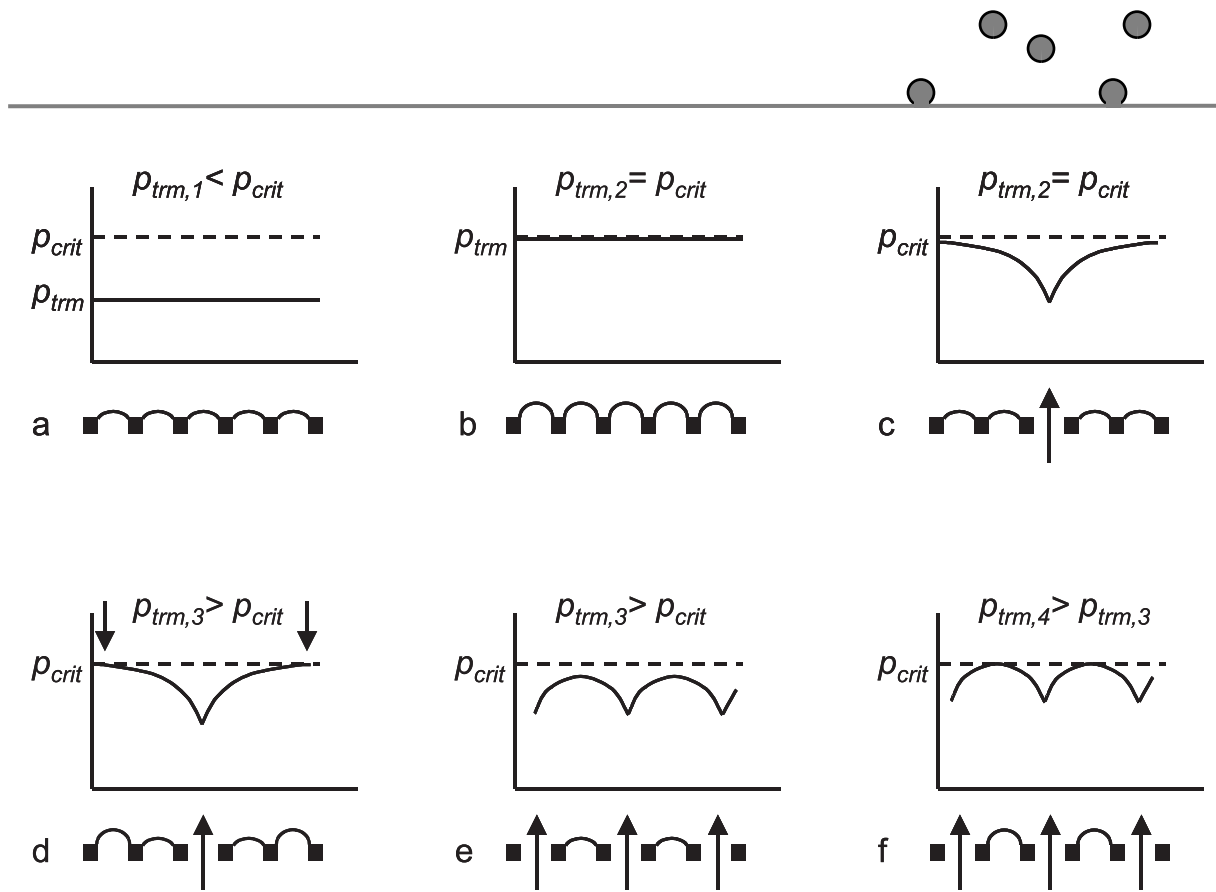 p_trm,1 < p_crit
p_crit
p_trm
a
p_trm,2 = p_crit
p_trm
b
p_trm,2 = p_crit
p_crit
c
p_trm,3 > p_crit
p_crit
d
p_trm,3 > p_crit
p_crit
e
p_trm,4 > p_trm,3
p_crit
f